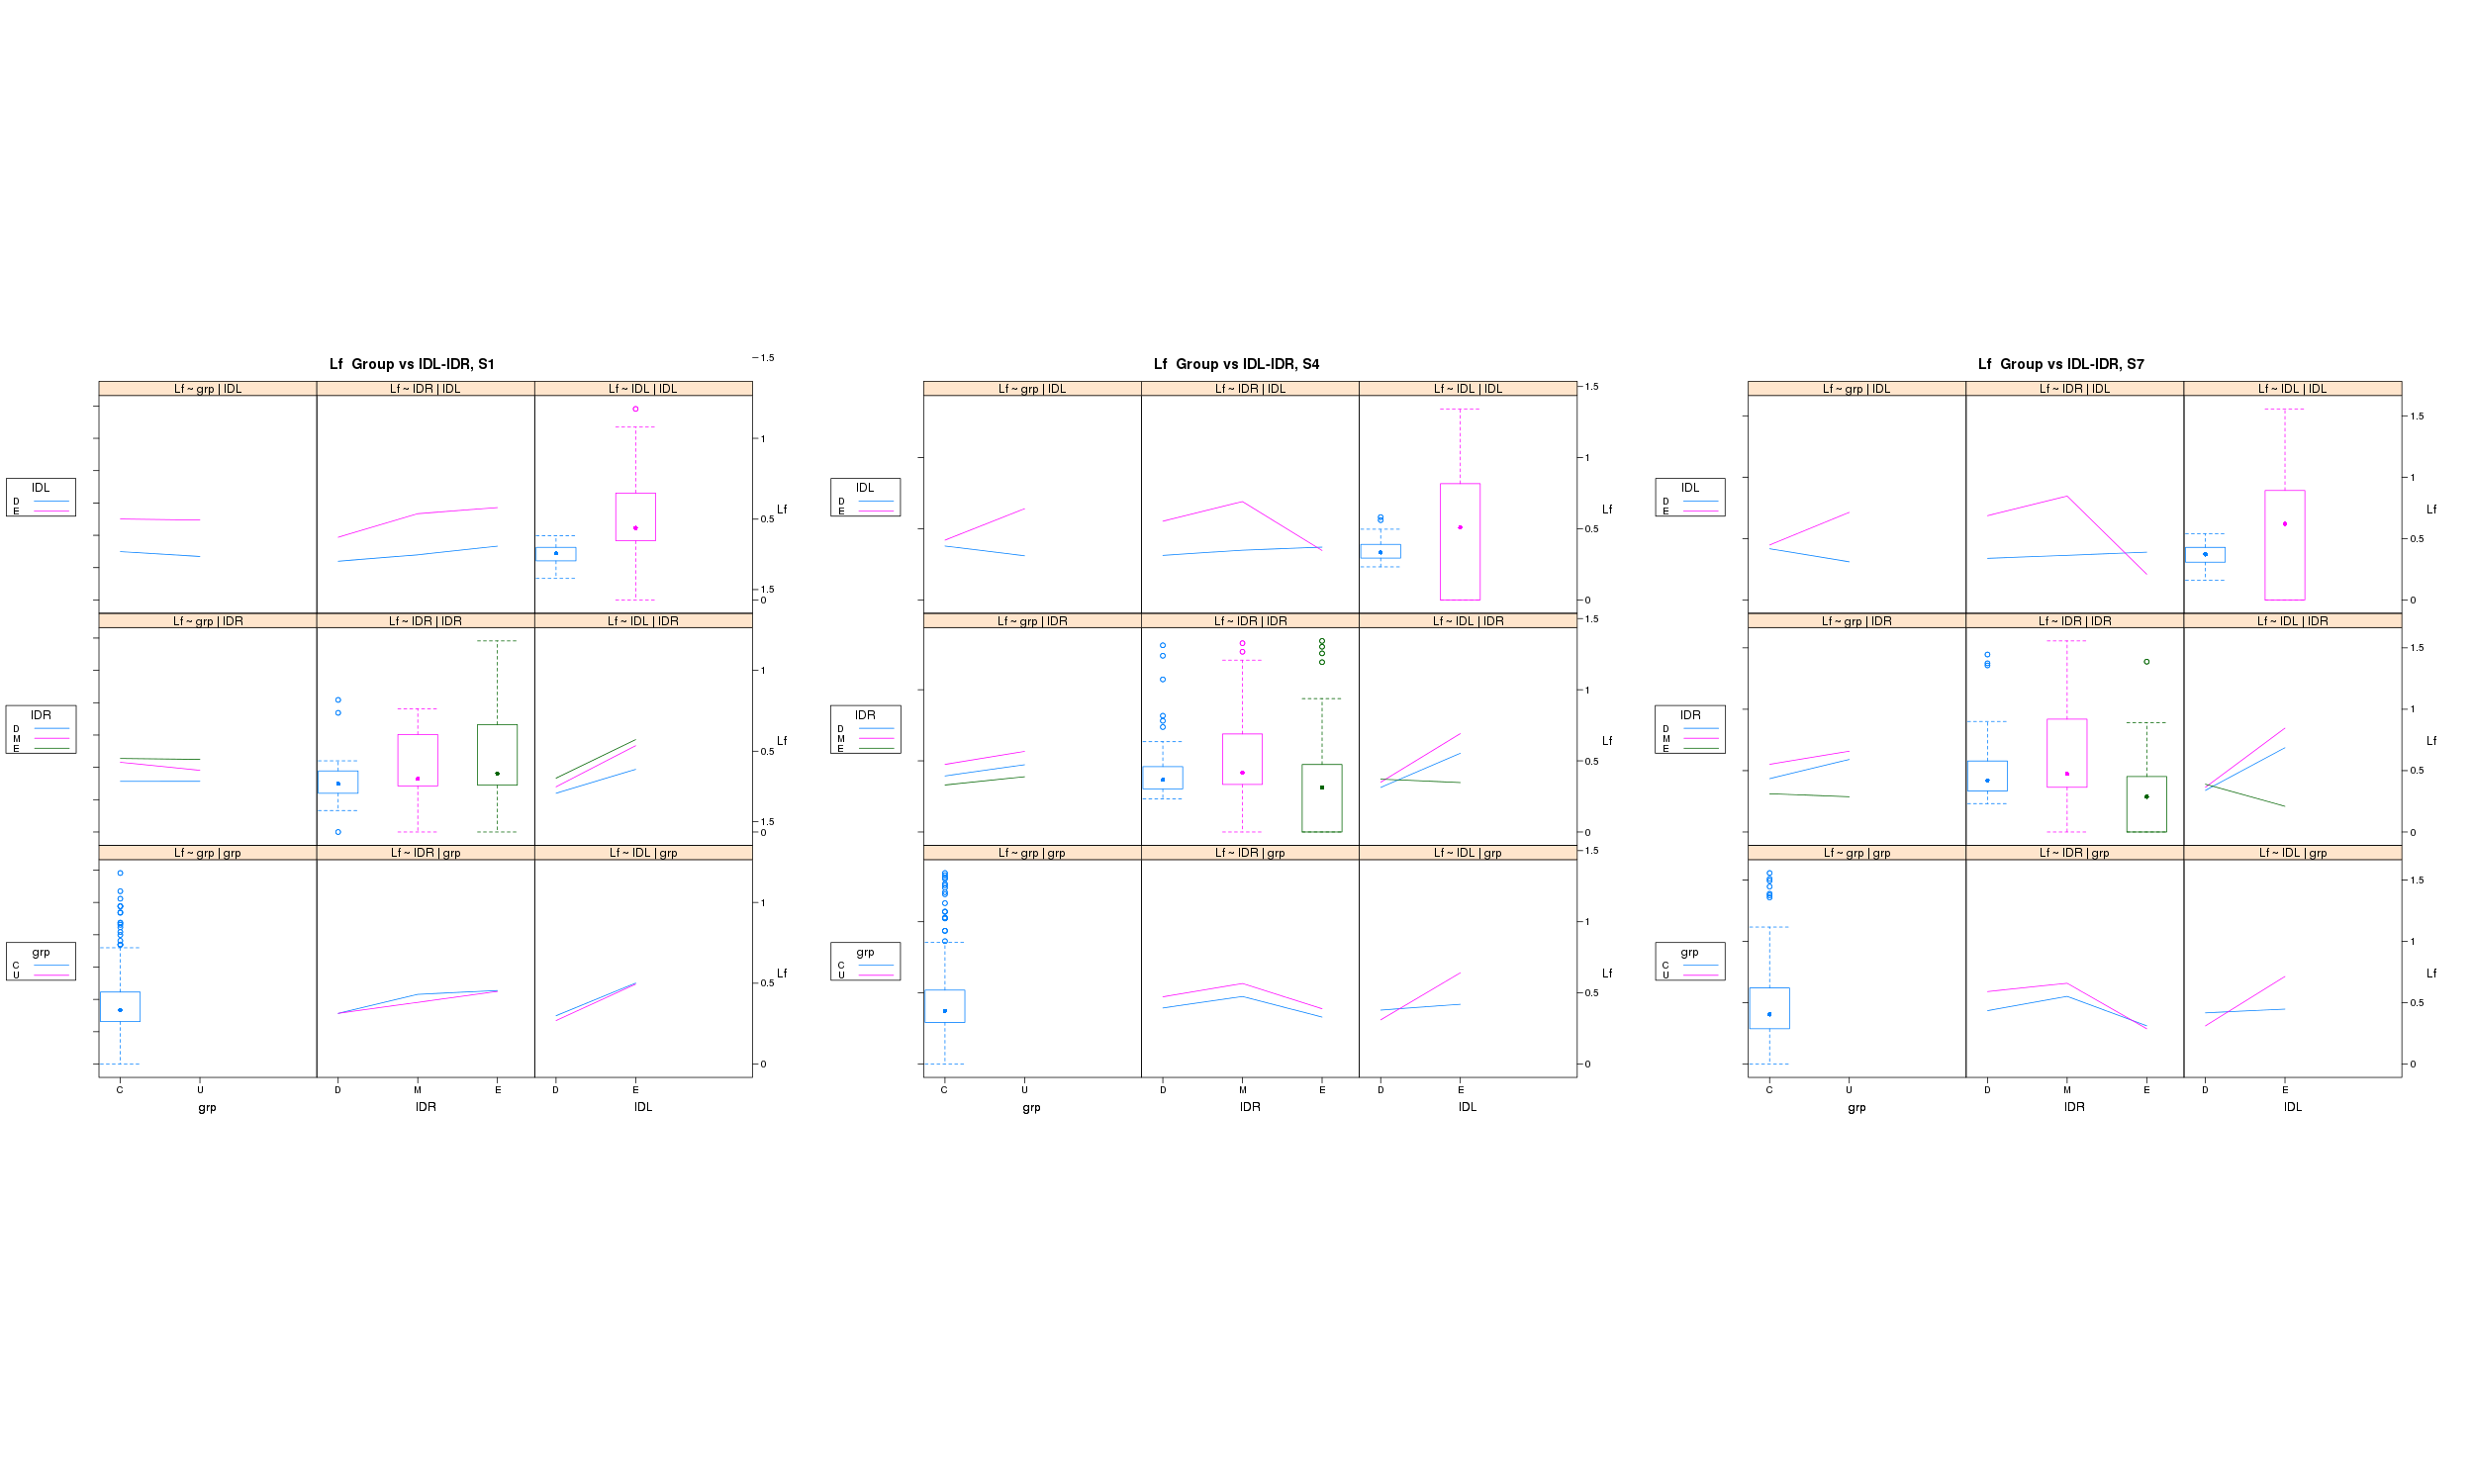 Lf  Group vs IDL-IDR, S1
1.5
Lf ~ grp | IDL
Lf ~ IDR | IDL
Lf ~ IDL | IDL
1
IDL
D
E
0.5
Lf
1.5
0
Lf ~ grp | IDR
Lf ~ IDR | IDR
Lf ~ IDL | IDR
1
IDR
D
M
E
0.5
Lf
1.5
0
Lf ~ grp | grp
Lf ~ IDR | grp
Lf ~ IDL | grp
1
grp
C
U
0.5
Lf
0
C U D M E D E
grp IDR IDL
Lf  Group vs IDL-IDR, S4
1.5
Lf ~ grp | IDL
Lf ~ IDR | IDL
Lf ~ IDL | IDL
1
IDL
D
E
0.5
Lf
0
1.5
Lf ~ grp | IDR
Lf ~ IDR | IDR
Lf ~ IDL | IDR
1
IDR
D
M
E
0.5
Lf
0
1.5
Lf ~ grp | grp
Lf ~ IDR | grp
Lf ~ IDL | grp
1
grp
C
U
0.5
Lf
0
C U D M E D E
grp IDR IDL
Lf  Group vs IDL-IDR, S7
Lf ~ grp | IDL
Lf ~ IDR | IDL
Lf ~ IDL | IDL
1.5
1
IDL
D
E
0.5
Lf
0
Lf ~ grp | IDR
Lf ~ IDR | IDR
Lf ~ IDL | IDR
1.5
1
IDR
D
M
E
0.5
Lf
0
Lf ~ grp | grp
Lf ~ IDR | grp
Lf ~ IDL | grp
1.5
1
grp
C
U
0.5
Lf
0
C U D M E D E
grp IDR IDL